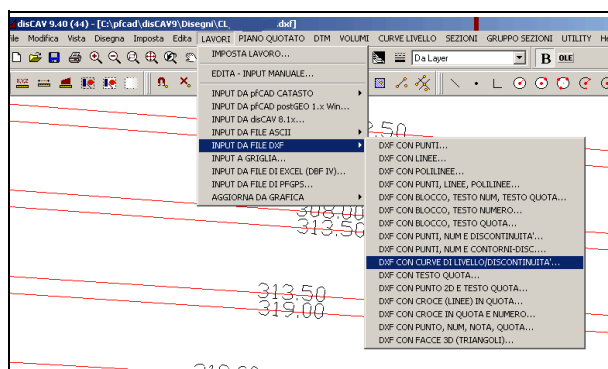 disCAV 9.40 (44) - [C:\pfcad\disCAV9\Disegni\CL_ .dxf]
ile Modifica Vista Disegna Imposta Edita LAVORI PIANO QUOTATO DTM VOLUMI CURVE LIVELLO SEZIONI GRUPPO SEZIONI UTILITY He
Da Layer
B OLE
IMPOSTA LAVORO...
EDITA - INPUT MANUALE...
INPUT DA pfCAD CATASTO
INPUT DA pfCAD postGEO 1.x Win...
INPUT DA disCAV 8.1x...
INPUT DA FILE ASCII
INPUT DA FILE DXF
INPUT A GRIGLIA...
INPUT DA FILE DI EXCEL (DBF IV)...
INPUT DA FILE DI PFGPS...
AGGIORNA DA GRAFICA
DXF CON PUNTI...
DXF CON LINEE...
DXF CON POLILINEE...
DXF CON PUNTI, LINEE, POLILINEE...
DXF CON BLOCCO, TESTO NUM, TESTO QUOTA...
DXF CON BLOCCO, TESTO NUMERO...
DXF CON BLOCCO, TESTO QUOTA...
DXF CON PUNTI, NUM E DISCONTINUITA'...
DXF CON PUNTI, NUM E CONTORNI-DISC....
DXF CON CURVE DI LIVELLO/DISCONTINUITA'...
DXF CON TESTO QUOTA...
DXF CON PUNTO 2D E TESTO QUOTA...
DXF CON CROCE (LINEE) IN QUOTA...
DXF CON CROCE IN QUOTA E NUMERO...
DXF CON PUNTO, NUM, NOTA, QUOTA...
DXF CON FACCE 3D (TRIANGOLI)...
308.00
313.50
313.50
319.00